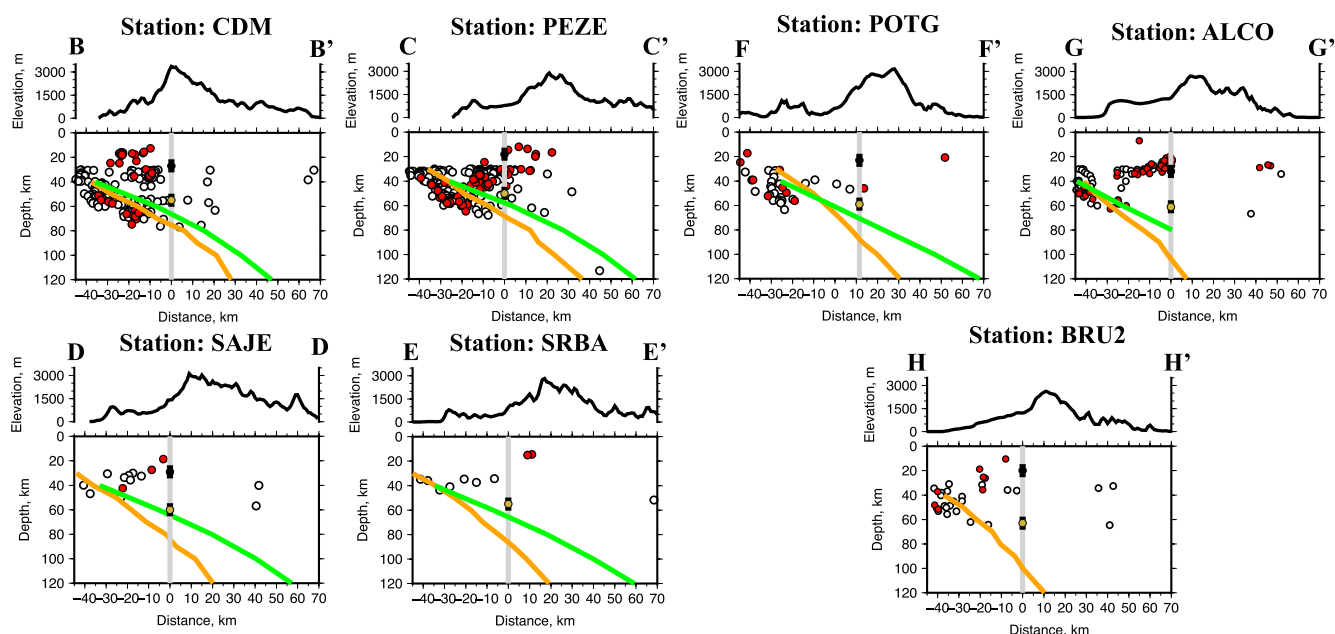 Station: CDM
B
B’
Elevation, m
3000
1500
0
Depth, km
0
20
40
60
80
100
120
-40-30-20-10 0 10 20 30 40 50 60 70
Distance, km
Station: PEZE
C
C’
Elevation, m
3000
1500
0
Depth, km
0
20
40
60
80
100
120
-40-30-20-10 0 10 20 30 40 50 60 70
Distance, km
Station: POTG
F
F’
Elevation, m
3000
1500
0
Depth, km
0
20
40
60
80
100
120
-40-30-20-10 0 10 20 30 40 50 60 70
Distance, km
Station: ALCO
G
G’
Elevation, m
3000
1500
0
Depth, km
0
20
40
60
80
100
120
-40-30-20-10 0 10 20 30 40 50 60 70
Distance, km
Station: SAJE
D
D
Elevation, m
3000
1500
0
Depth, km
0
20
40
60
80
100
120
-40-30-20-10 0 10 20 30 40 50 60 70
Distance, km
Station: SRBA
E
E’
Elevation, m
3000
1500
0
Depth, km
0
20
40
60
80
100
120
-40-30-20-10 0 10 20 30 40 50 60 70
Distance, km
Station: BRU2
H
H’
Elevation, m
3000
1500
0
Depth, km
0
20
40
60
80
100
120
-40-30-20-10 0 10 20 30 40 50 60 70
Distance, km